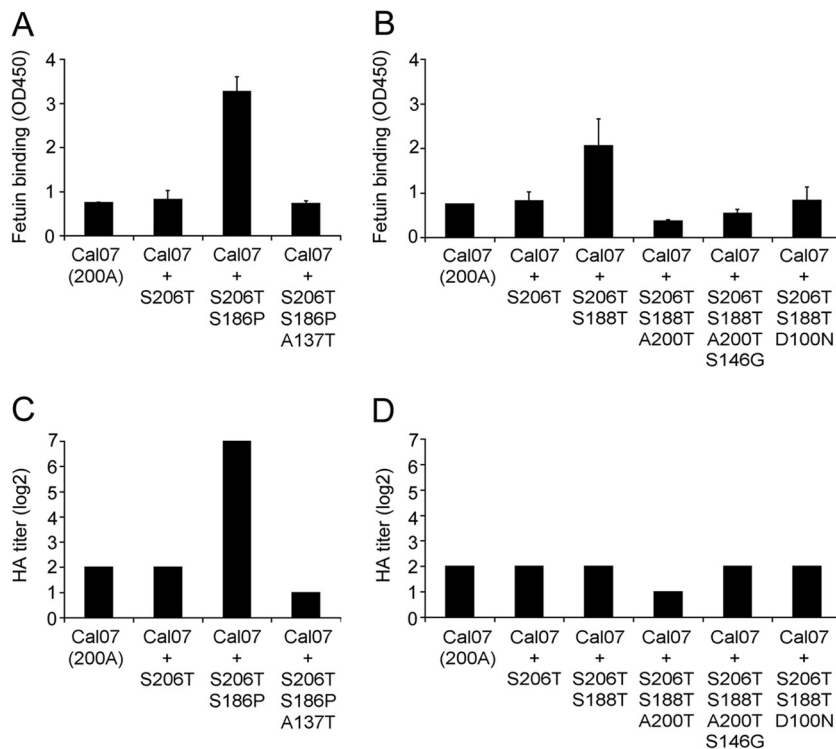 A
Fetuin binding (OD450)
4
3
2
1
0
Cal07 Cal07 Cal07 Cal07
(200A) + + +
S206T S206T S206T
S186P S186P
A137T
B
Fetuin binding (OD450)
4
3
2
1
0
Cal07 Cal07 Cal07 Cal07 Cal07 Cal07
(200A) + + + + +
S206T S206T S206T S206T S206T
S188T S188T S188T S188T
A200T A200T D100N
S146G
C
HA titer (log2)
7
6
5
4
3
2
1
0
Cal07 Cal07 Cal07 Cal07
(200A) + + +
S206T S206T S206T
S186P S186P
A137T
D
HA titer (log2)
7
6
5
4
3
2
1
0
Cal07 Cal07 Cal07 Cal07 Cal07 Cal07
(200A) + + + + +
S206T S206T S206T S206T S206T
S188T S188T S188T S188T
A200T A200T D100N
S146G